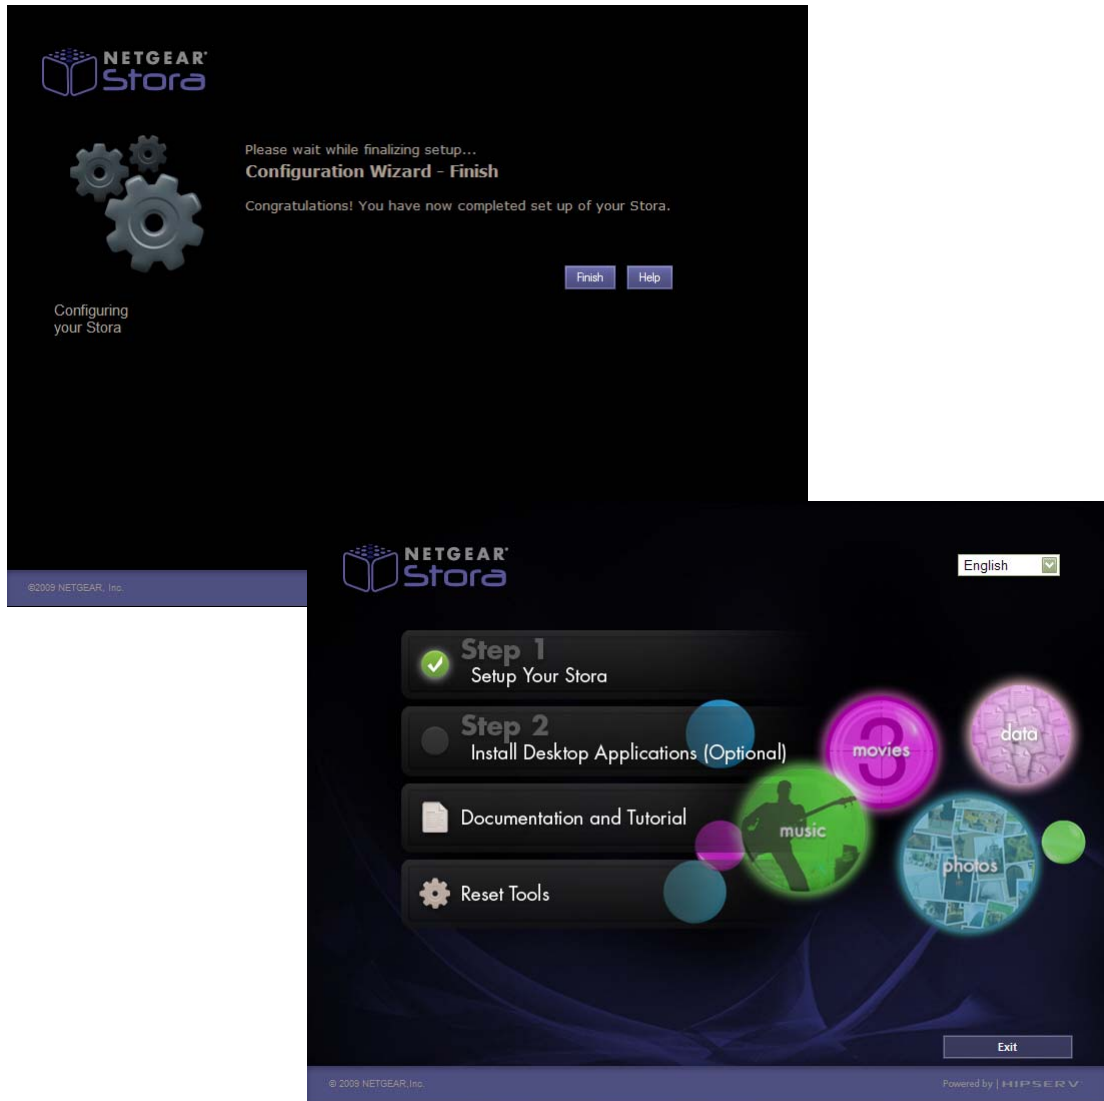 NETGEAR®
Stora
Please wait while finalizing setup...
Configuration Wizard - Finish
Congratulations! You have now completed set up of your Stora.
Finish
Help
Configuring
your Stora
©2009 NETGEAR, Inc.
NETGEAR®
Stora
English
Step 1
Setup Your Stora
Step 2
Install Desktop Applications (Optional)
Documentation and Tutorial
Reset Tools
data
movies
3
music
photos
Exit
© 2009 NETGEAR, Inc.
Powered by | HIPSERV